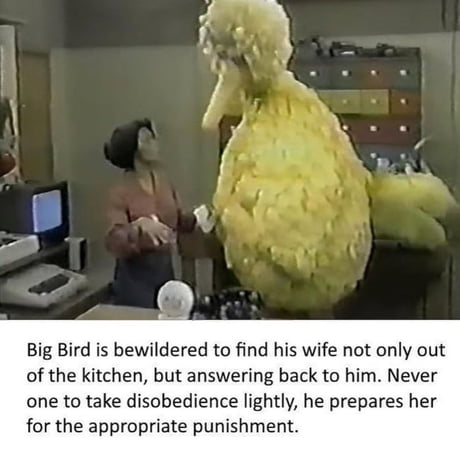 Big Bird is bewildered to find his wife not only out
of the kitchen, but answering back to him. Never
one to take disobedience lightly, he prepares her
for the appropriate punishment.